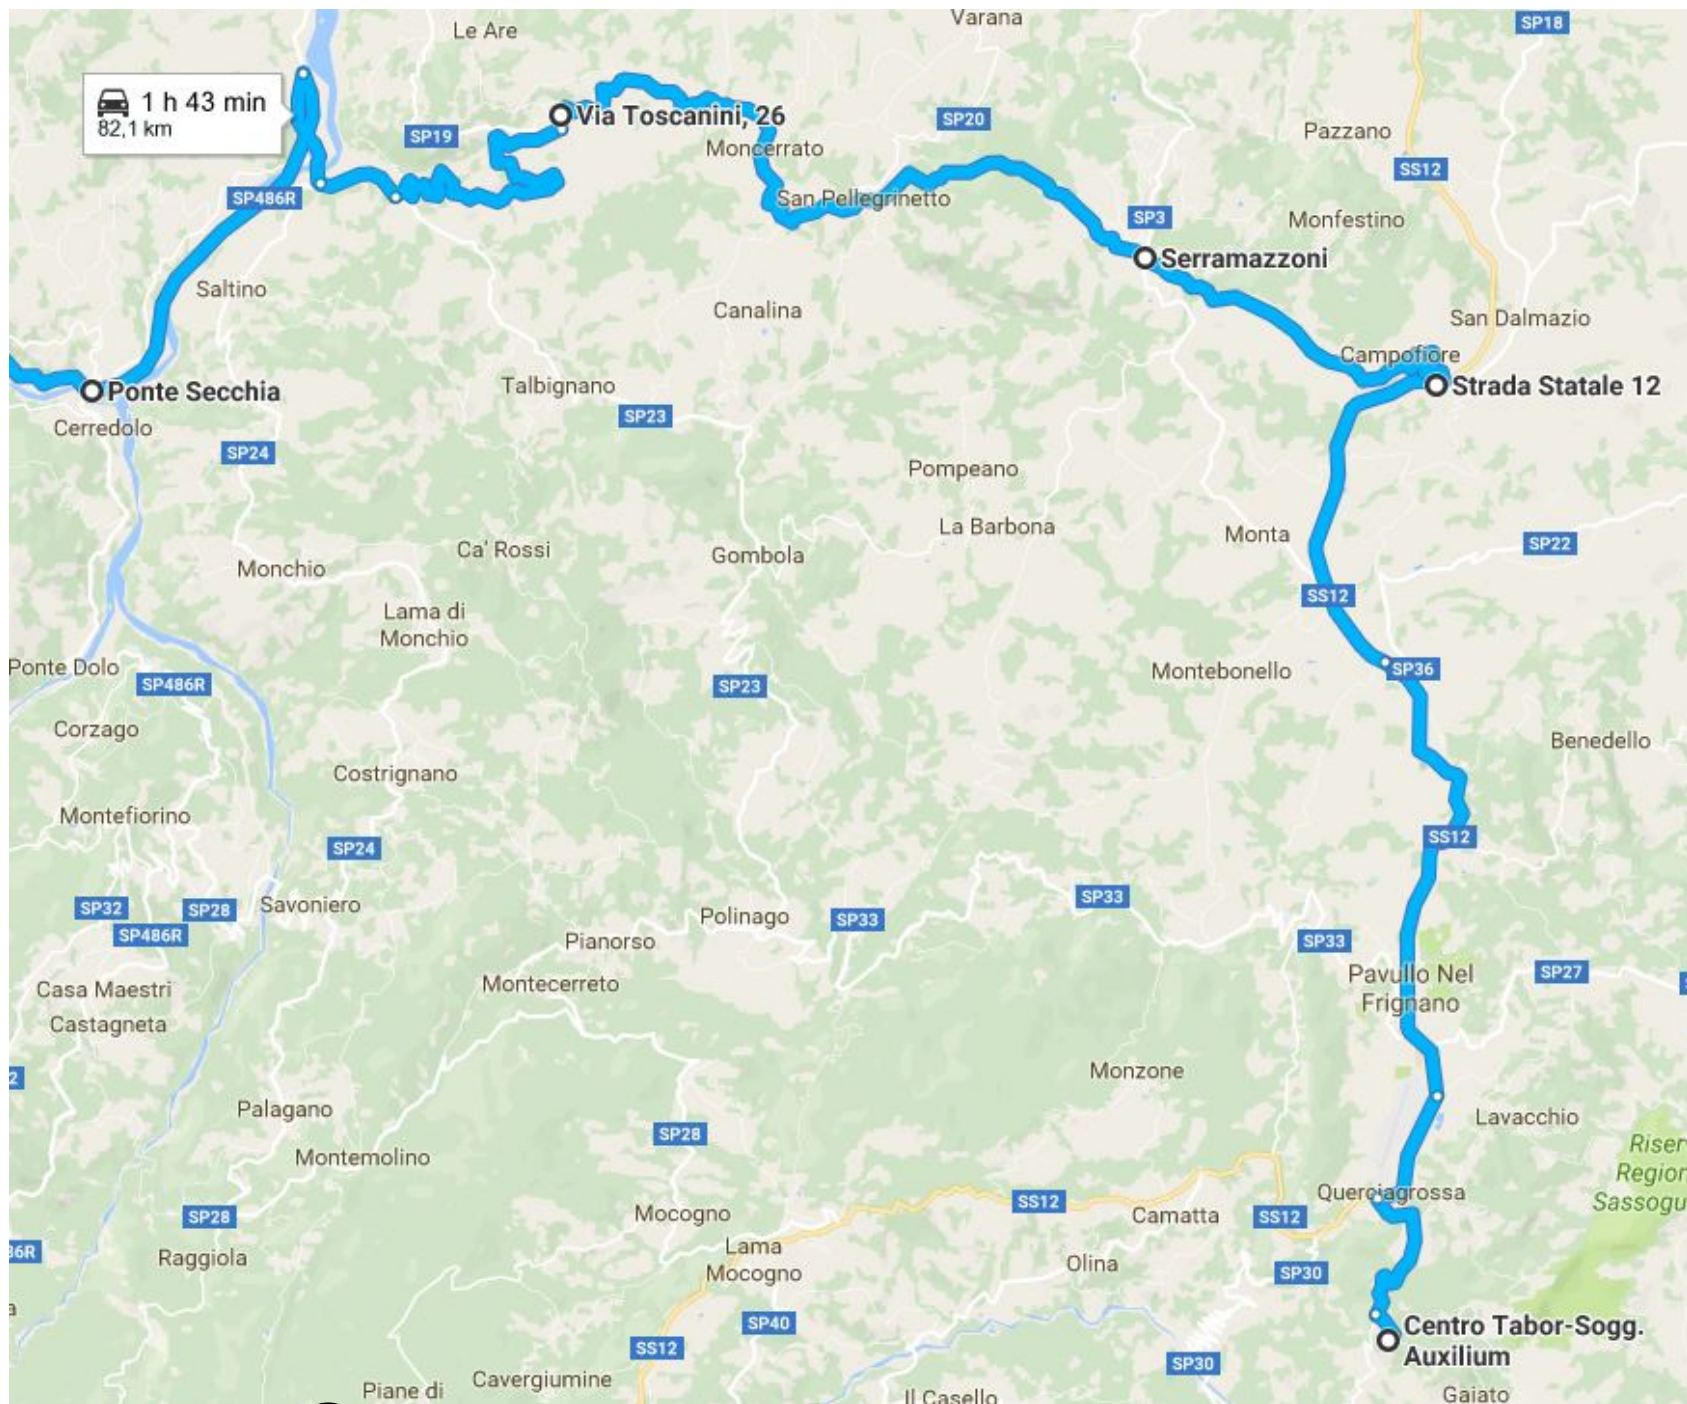 Varana
SP18
Le Are
1 h 43 min
82,1 km
Via Toscanini, 26
SP19
SP20
Pazzano
Moncerrato
SS12
SP486R
San Pellegrinetto
SP3
Monfestino
Serramazzoni
Saltino
Canalina
San Dalmazio
Campofiore
Ponte Secchia
Talbignano
Strada Statale 12
SP23
Cerredolo
SP24
Pompeano
La Barbona
Monta
SP22
Ca' Rossi
Gombola
Monchio
SS12
Lama di
Monchio
Ponte Dolo
SP486R
SP23
Montebonello
SP36
Corzago
Benedello
Costrignano
Montefiorino
SP24
SS12
SP32
SP28
Savoniero
SP33
SP486R
Polinago
SP33
Pianorso
SP33
Montecerreto
Pavullo Nel
Frignano
SP27
Casa Maestri
Castagneta
2
Monzone
Palagano
Lavacchio
SP28
Montemolino
Riser
Region
Sassogu
Querciagrossa
SS12
SP28
Mocogno
Camatta
SS12
36R
Raggiola
Lama
Mocogno
Olina
SP30
a
SP40
Centro Tabor-Sogg.
Auxilium
SS12
SP30
Cavergiumine
Piane di
Il Casello
Gaiato